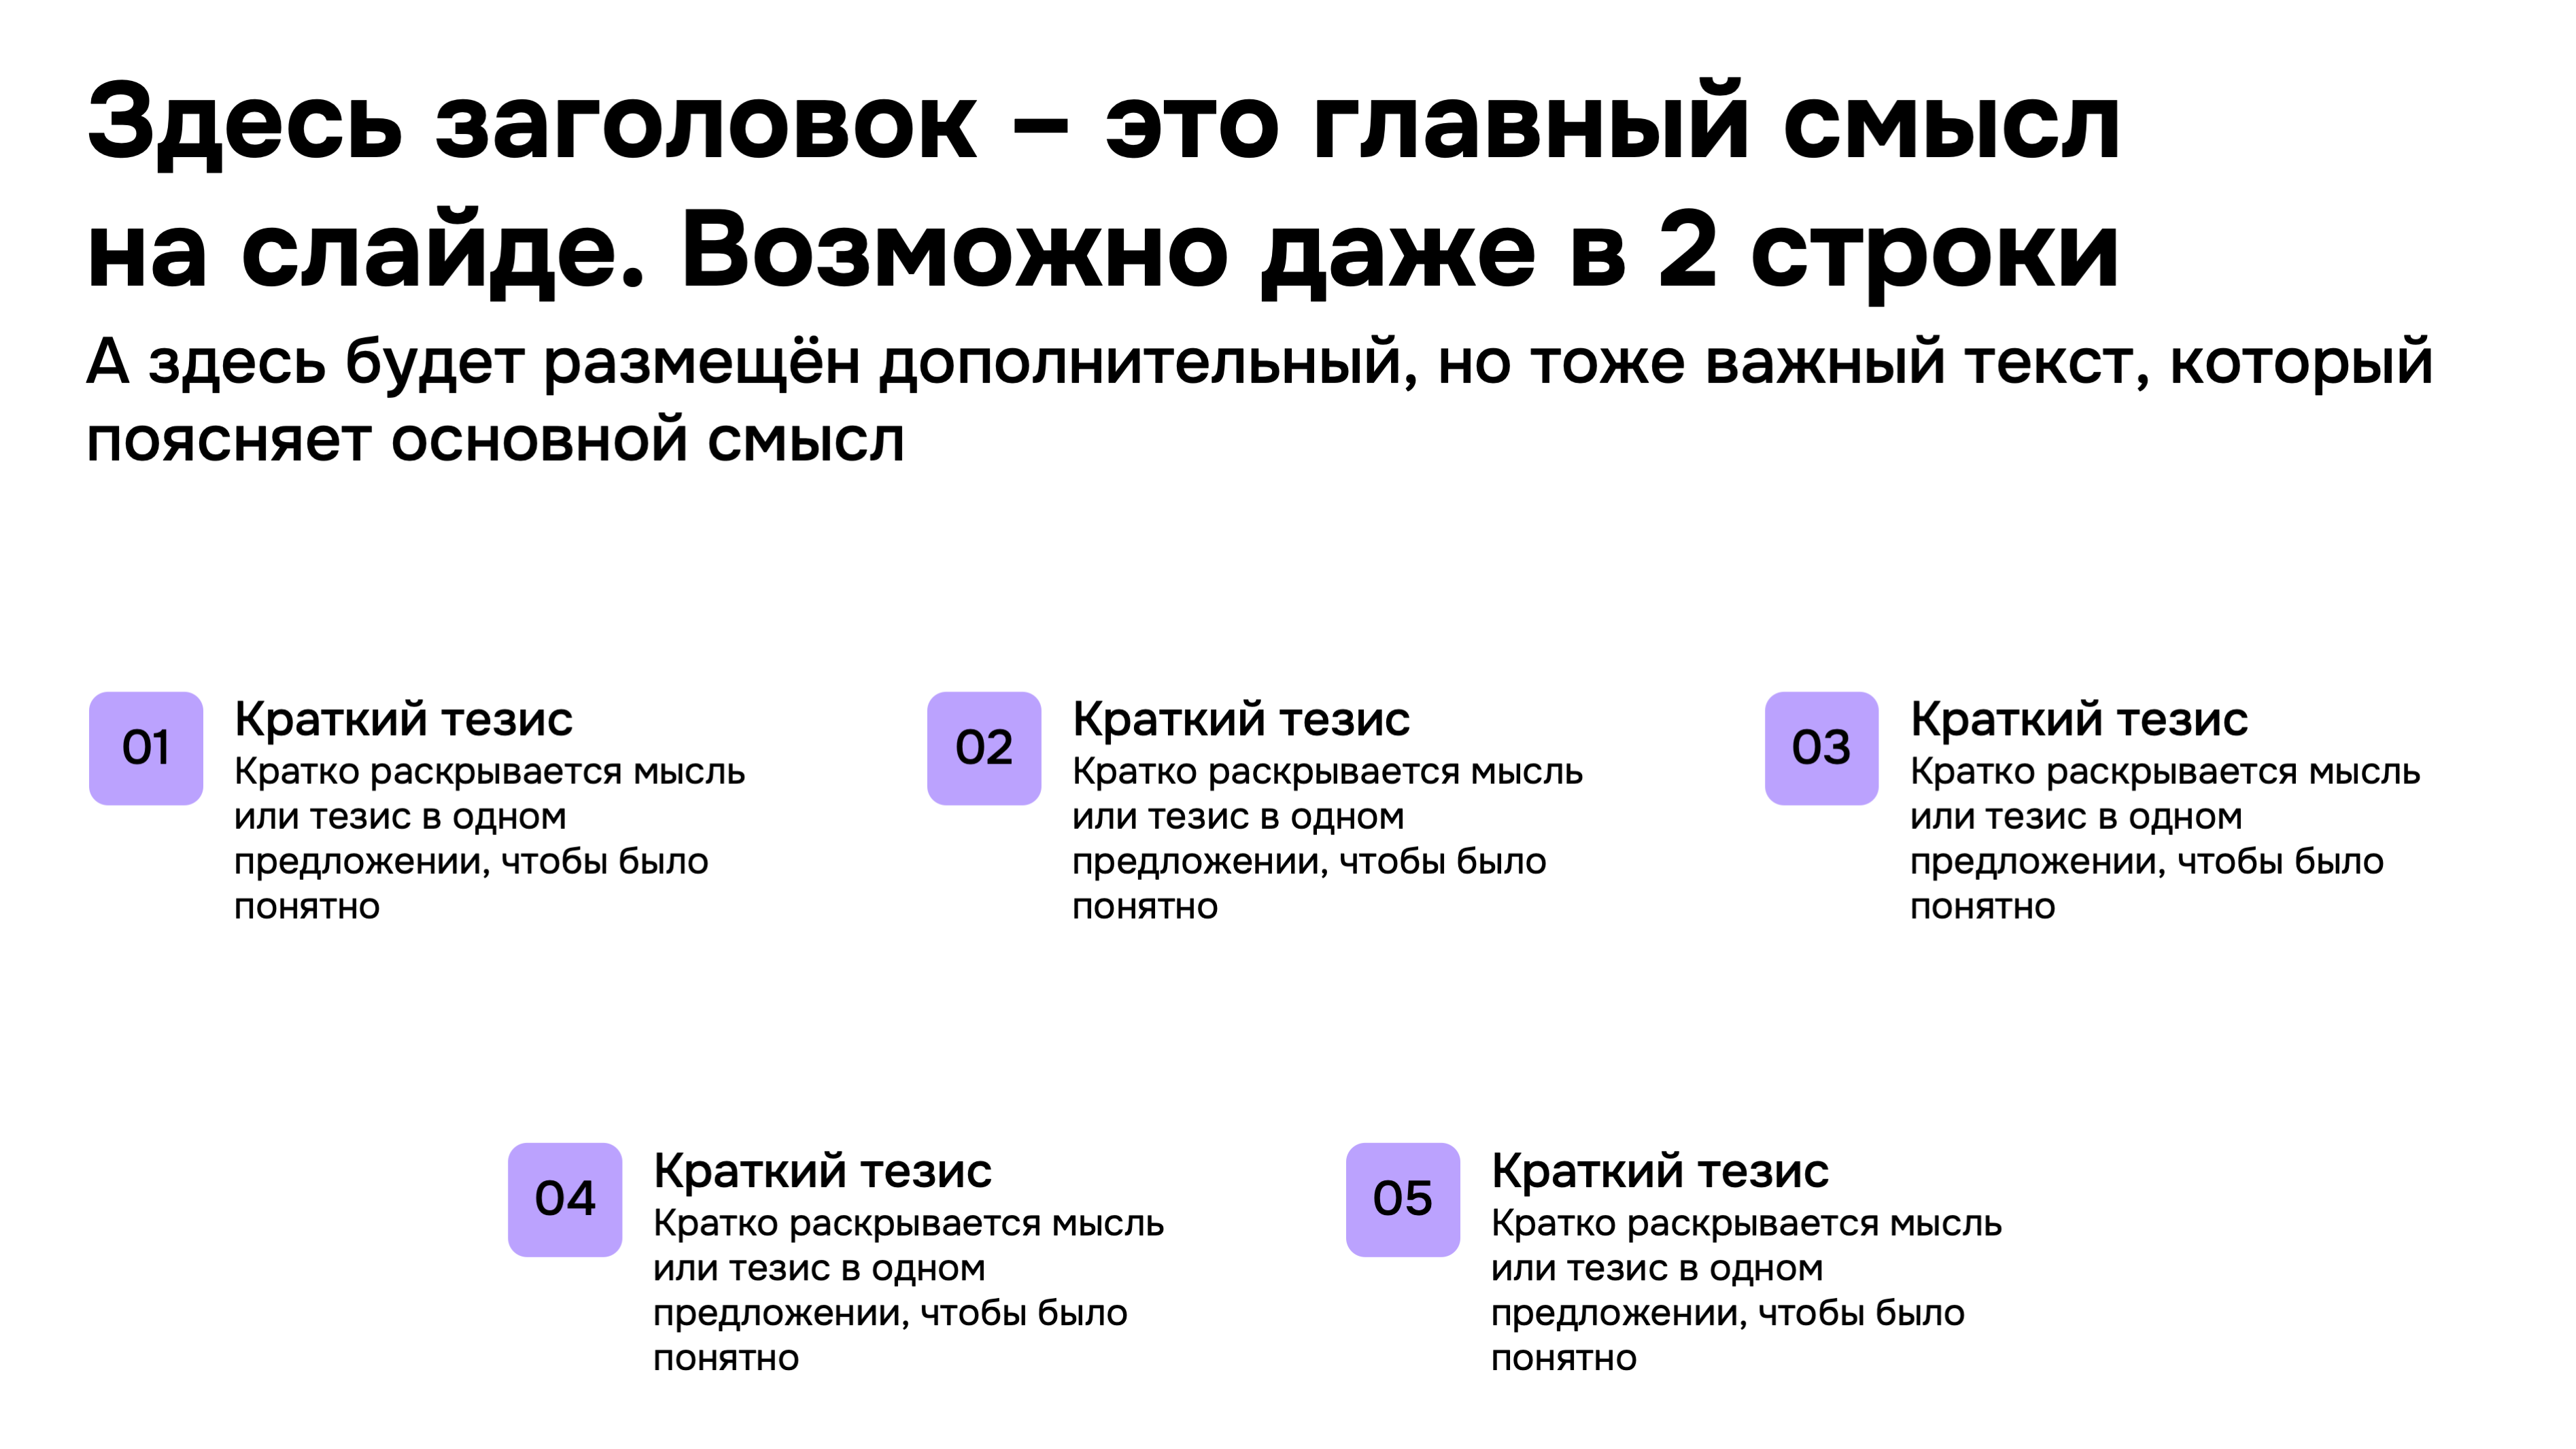 Здесь заголовок – это главный смысл
на слайде. Возможно даже в 2 строки
А здесь будет размещён дополнительный, но тоже важный текст, который
поясняет основной смысл
01
Краткий тезис
Кратко раскрывается мысль
или тезис в одном
предложении, чтобы было
понятно
02
Краткий тезис
Кратко раскрывается мысль
или тезис в одном
предложении, чтобы было
понятно
03
Краткий тезис
Кратко раскрывается мысль
или тезис в одном
предложении, чтобы было
понятно
04
Краткий тезис
Кратко раскрывается мысль
или тезис в одном
предложении, чтобы было
понятно
05
Краткий тезис
Кратко раскрывается мысль
или тезис в одном
предложении, чтобы было
понятно